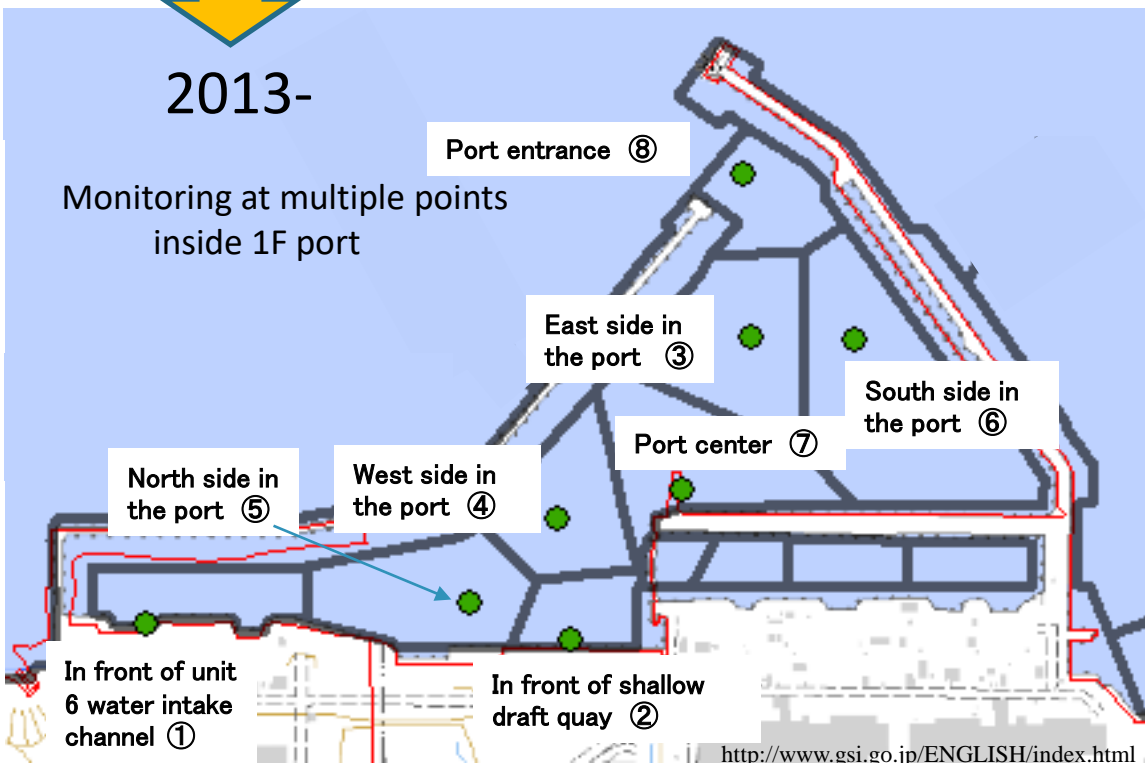 2013-
Monitoring at multiple points
inside 1F port
Port entrance ⑧
East side in
the port ③
South side in
the port ⑥
Port center ⑦
West side in
the port ④
North side in
the port ⑤
In front of unit
6 water intake
channel ①
In front of shallow
draft quay ②
http://www.gsi.go.jp/ENGLISH/index.html